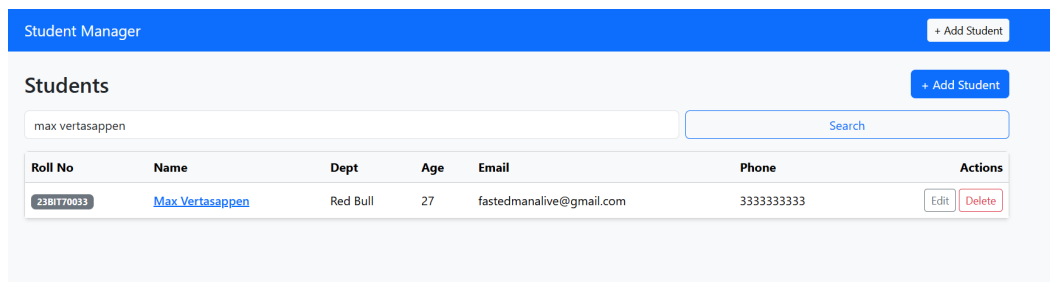 Student Manager + Add Student
Students + Add Student
max vertasappen Search
Roll No Name Dept Age Email Phone Actions
23BIT70033 Max Vertasappen Red Bull 27 fastedmanalive@gmail.com 3333333333 Edit Delete